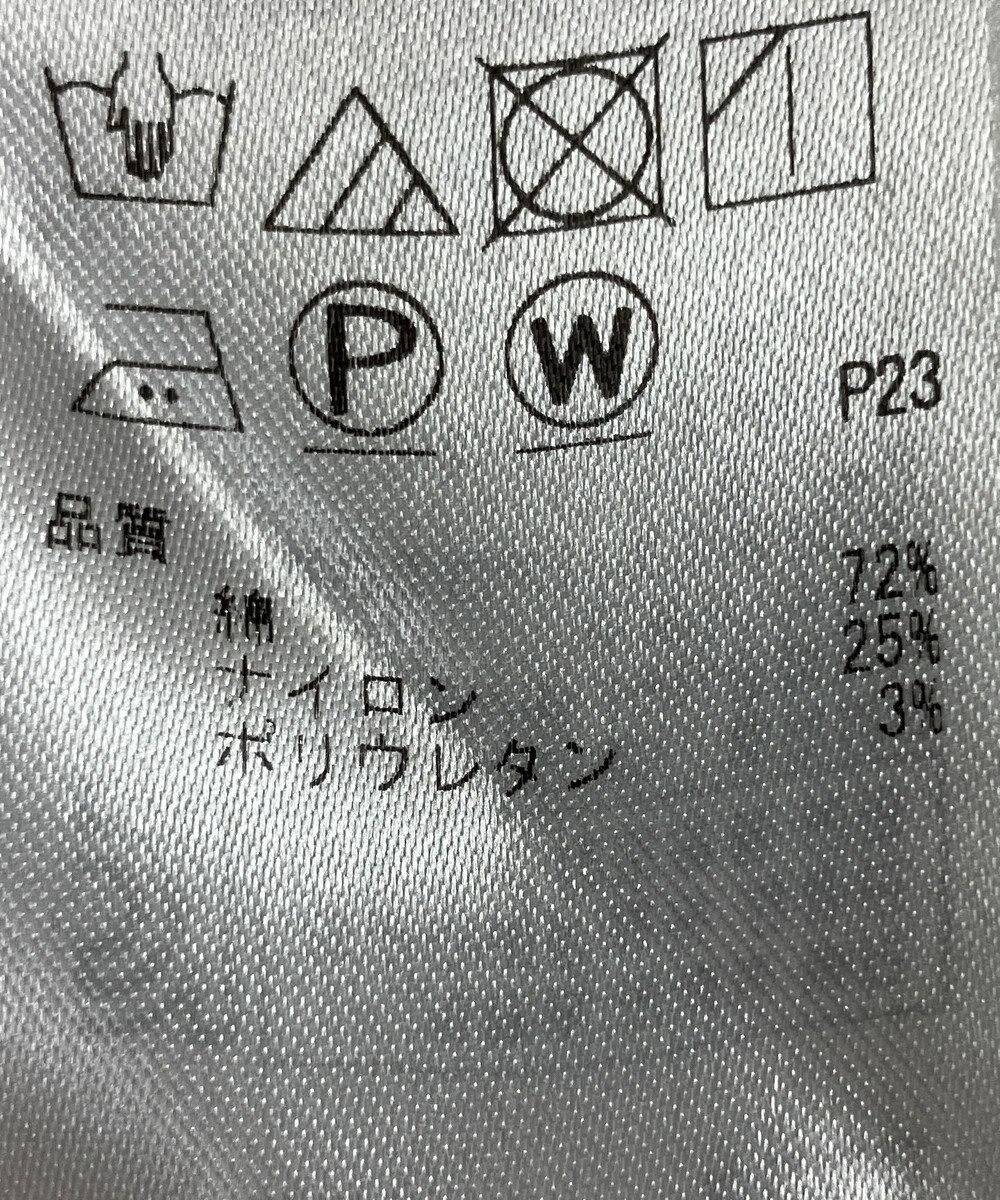 P W P23
品質
綿 72%
ナイロン 25%
ポリウレタン 3%